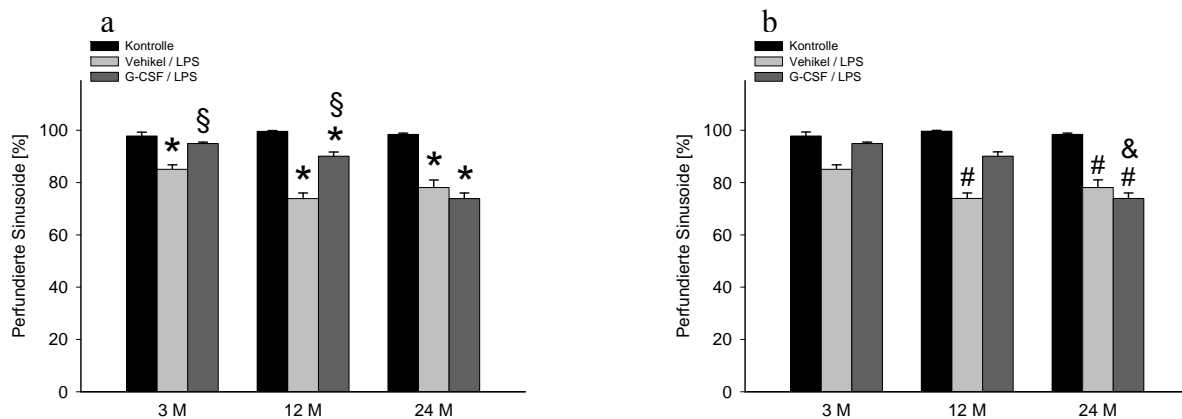 a
Kontrolle
Vehikel / LPS
G-CSF / LPS
Perfundierte Sinusoide [%]
100
80
60
40
20
0
* § * § * * *
3 M 12 M 24 M
b
Kontrolle
Vehikel / LPS
G-CSF / LPS
Perfundierte Sinusoide [%]
100
80
60
40
20
0
# # & #
3 M 12 M 24 M